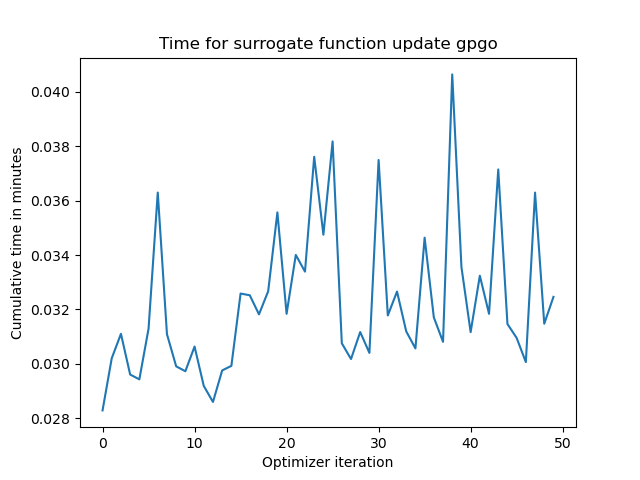 Time for surrogate function update gpgo
Cumulative time in minutes
0.040
0.038
0.036
0.034
0.032
0.030
0.028
0 10 20 30 40 50
Optimizer iteration